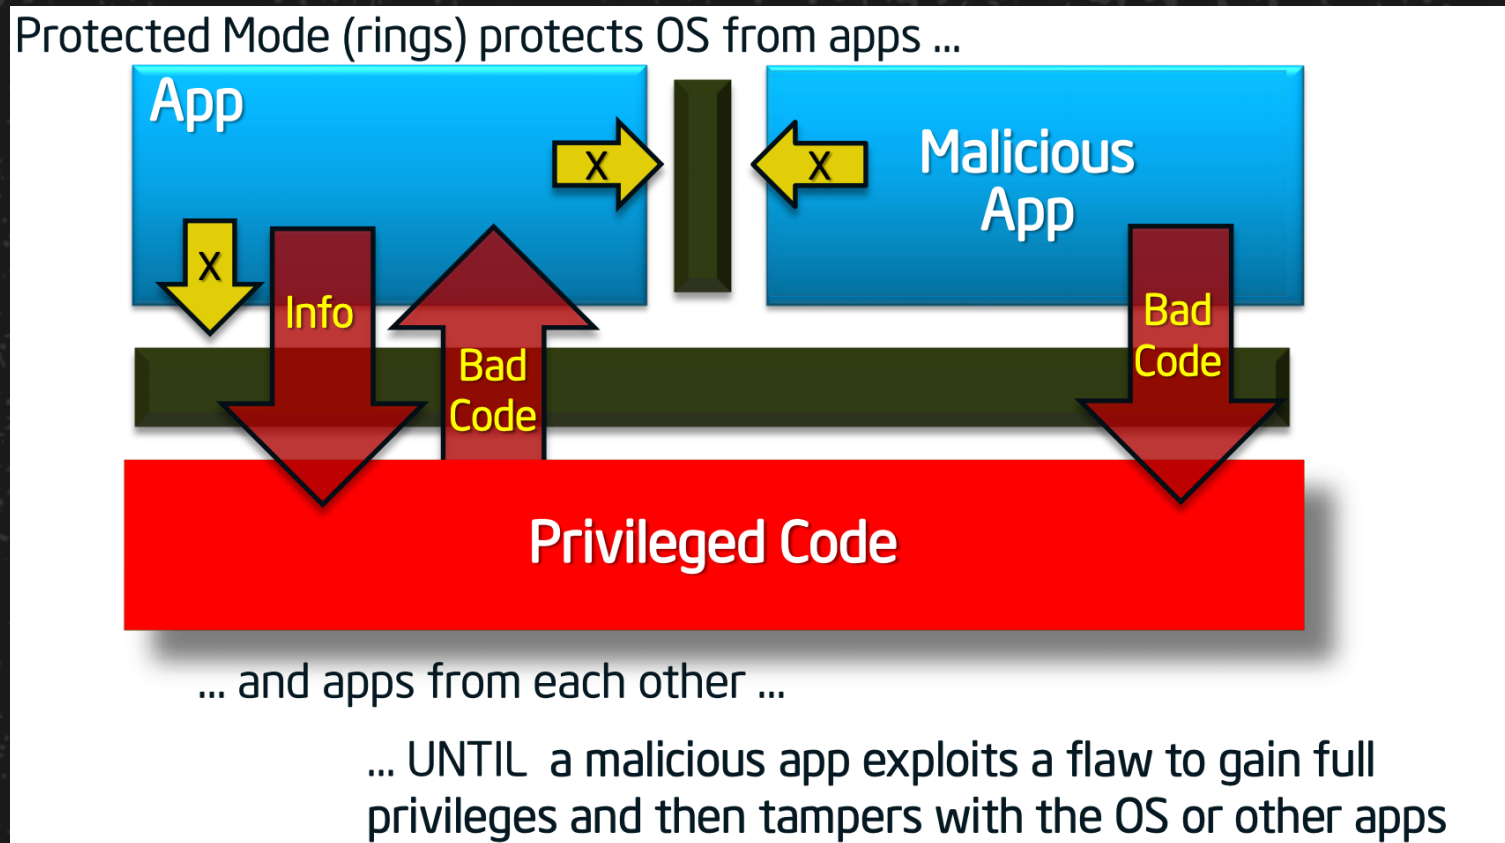 Protected Mode (rings) protects OS from apps ...
App
X
X
Malicious
App
X
Info
Bad
Code
Bad
Code
Privileged Code
... and apps from each other ...
... UNTIL a malicious app exploits a flaw to gain full
privileges and then tampers with the OS or other apps